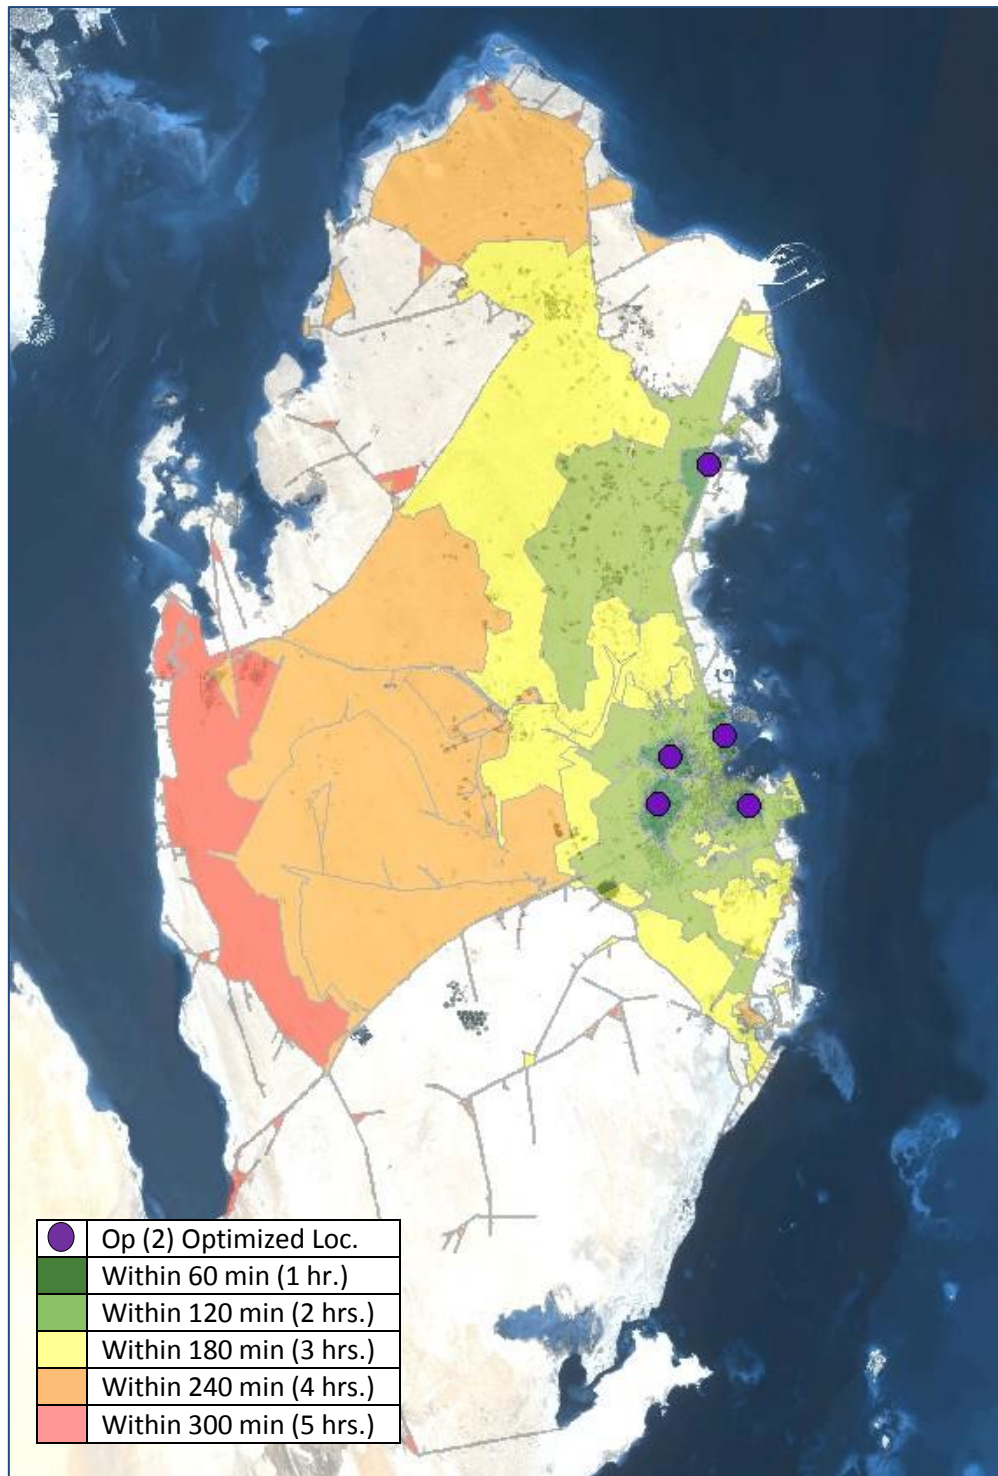 Op (2) Optimized Loc.
Within 60 min (1 hr.)
Within 120 min (2 hrs.)
Within 180 min (3 hrs.)
Within 240 min (4 hrs.)
Within 300 min (5 hrs.)